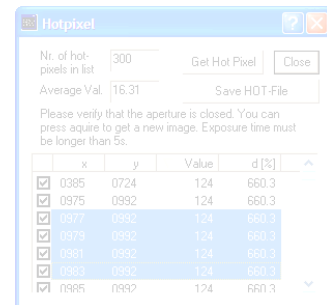 Hotpixel
Nr. of hot-
pixels in list
300
Get Hot Pixel
Close
Average Val.
16.31
Save HOT-File
Please verify that the aperture is closed. You can
press aquire to get a new image. Exposure time must
be longer than 5s.
x y Value d [%]
0385 0724 124 660.3
0975 0992 124 660.3
0977 0992 124 660.3
0979 0992 124 660.3
0981 0992 124 660.3
0983 0992 124 660.3
0985 0992 124 660.3